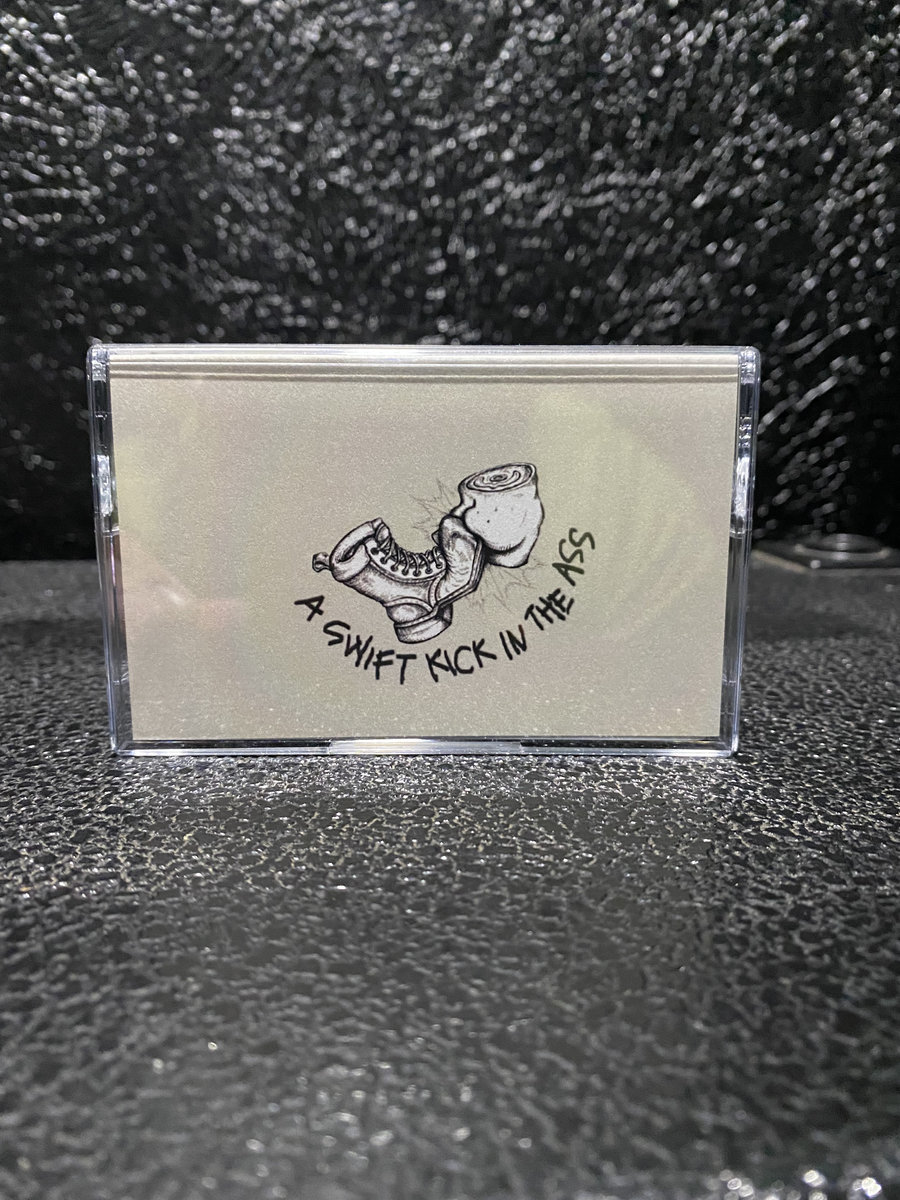 A SWIFT KICK IN THE ASS